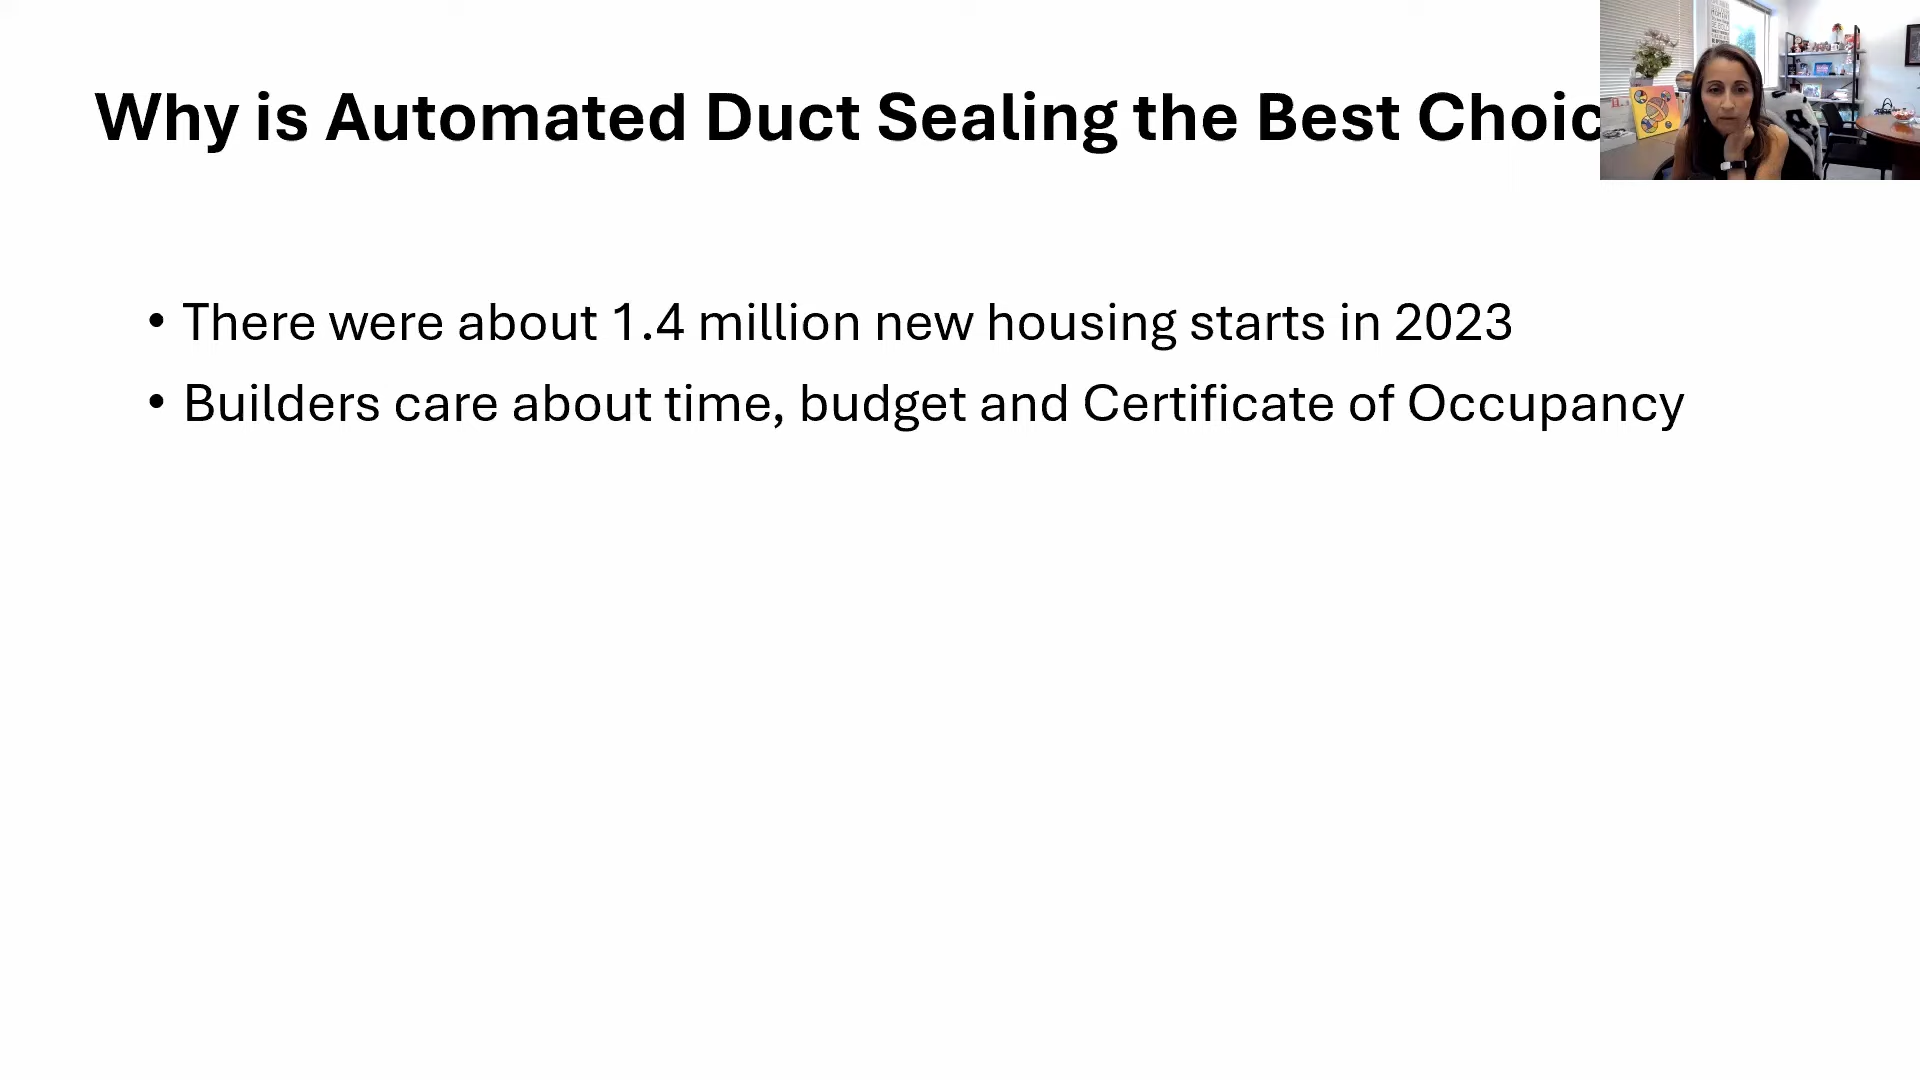 Why is Automated Duct Sealing the Best Choic
• There were about 1.4 million new housing starts in 2023
• Builders care about time, budget and Certificate of Occupancy